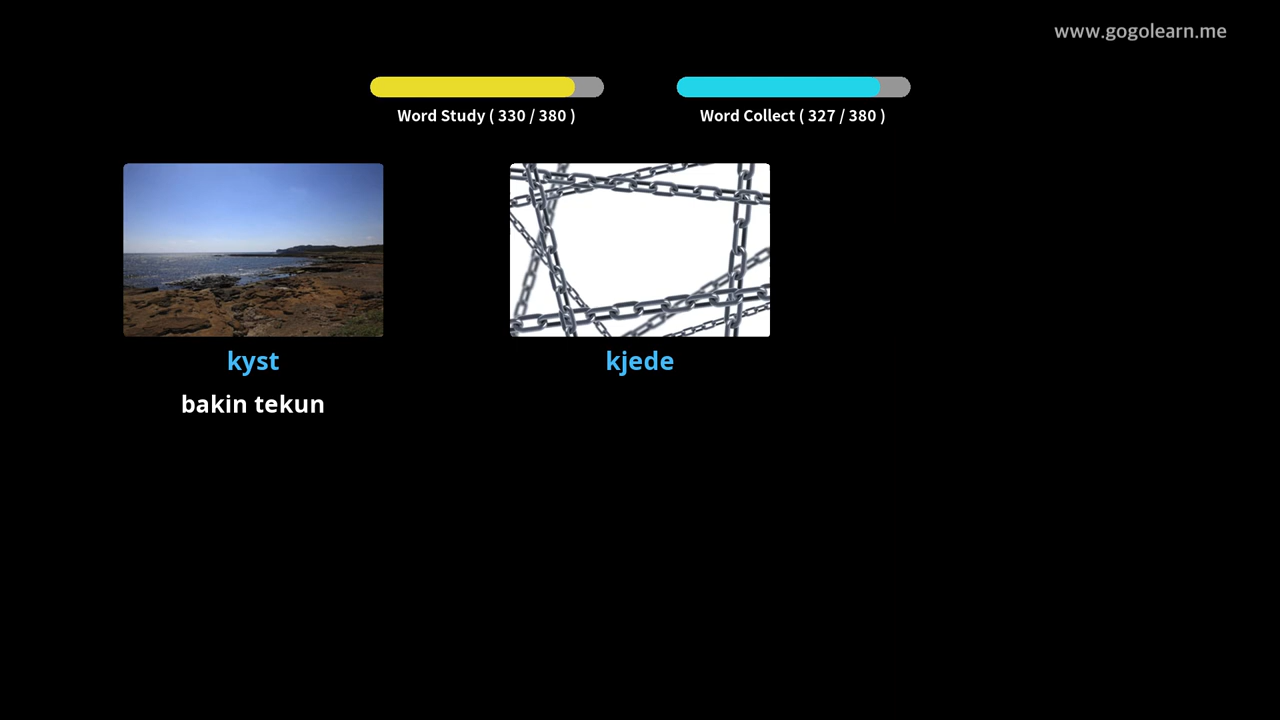 www.gogolearn.me
Word Study ( 330 / 380 )
Word Collect ( 327 / 380 )
kyst
kjede
bakin tekun